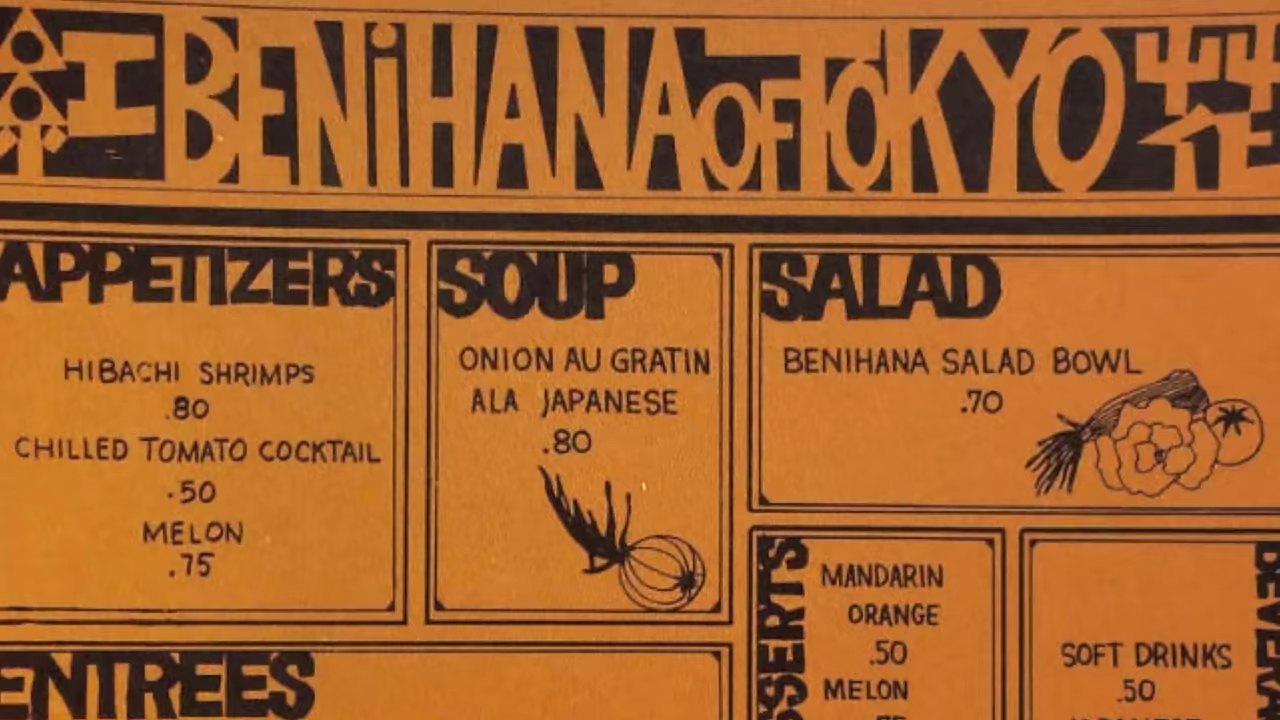 BENiHANA OF TOKYO
APPETIZERS
HIBACHI SHRIMPS
.80
CHILLED TOMATO COCKTAIL
.50
MELON
.75
SOUP
ONION AU GRATIN
ALA JAPANESE
.80
SALAD
BENIHANA SALAD BOWL
.70
ENTREES
MANDARIN
ORANGE
.50
MELON
SOFT DRINKS
.50